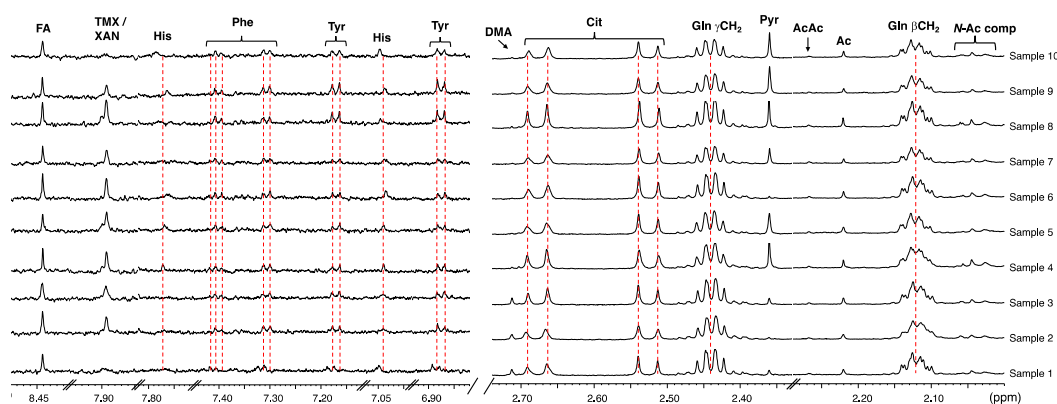 FA
TMX /
XAN
His
Phe
Tyr
His
Tyr
DMA
Cit
Gln γCH2
Pyr
AcAc
Ac
Gln βCH2
N-Ac comp
Sample 10
Sample 9
Sample 8
Sample 7
Sample 6
Sample 5
Sample 4
Sample 3
Sample 2
Sample 1
8.45 7.90 7.80 7.40 7.20 7.05 6.90 2.70 2.60 2.50 2.40 2.20 2.10 (ppm)